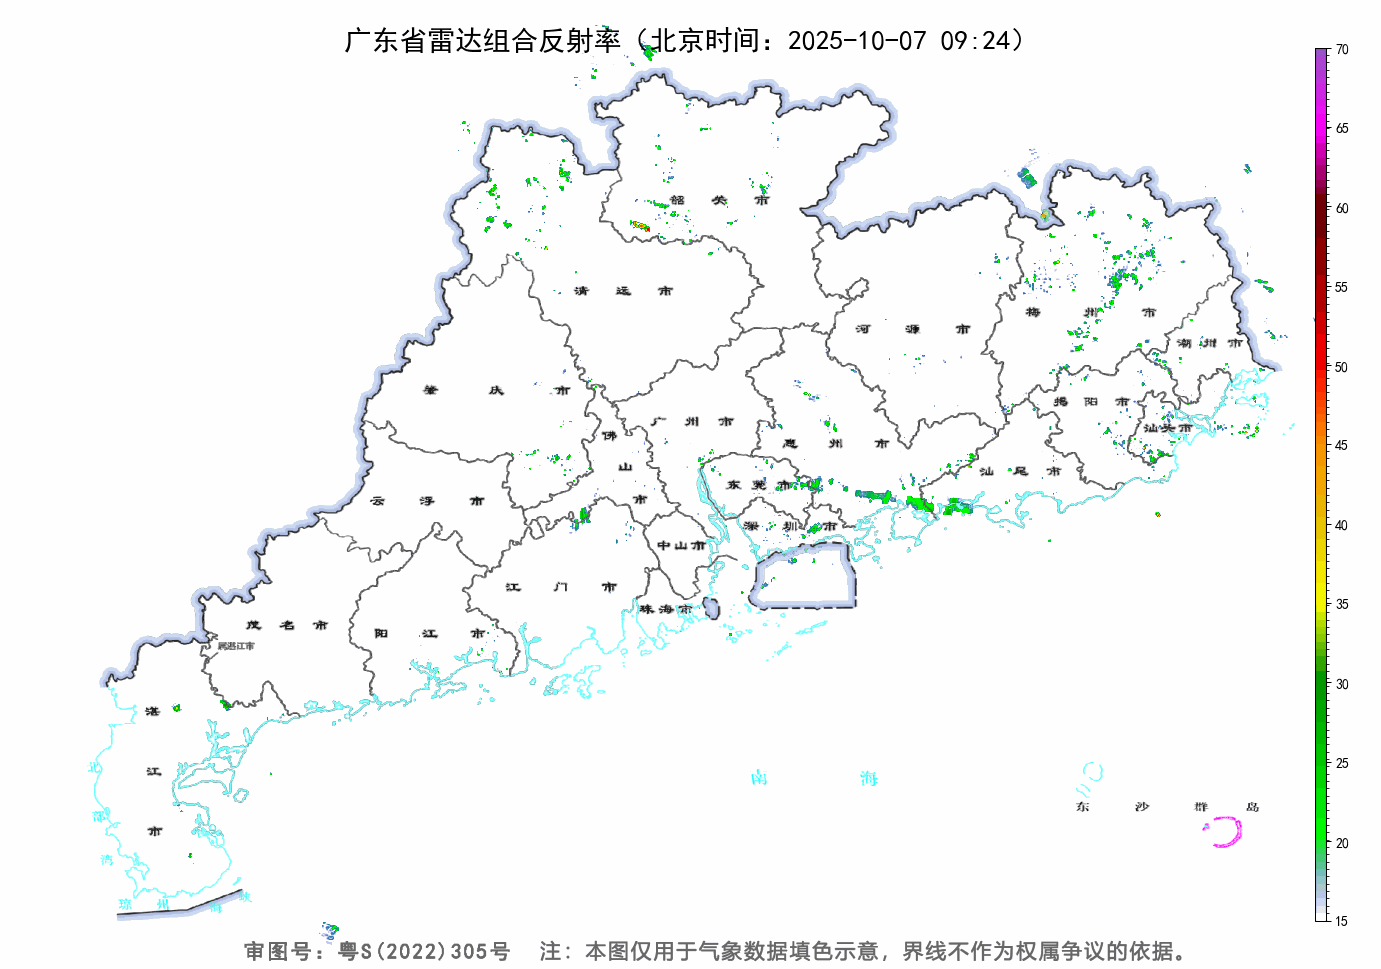 广东省雷达组合反射率（北京时间：2025-10-07 09:24）
70
65
60
55
50
45
40
35
30
25
20
15
韶关市
清远市
河源市
梅州市
潮州市
肇庆市
广州市
佛山市
惠州市
揭阳市
汕头市
汕尾市
云浮市
东莞市
深圳市
中山市
江门市
珠海市
茂名市
阳江市
属湛江市
湛江市
北部湾
琼州海峡
南海
东沙群岛
审图号：粤S(2022)305号 注：本图仅用于气象数据填色示意，界线不作为权属争议的依据。